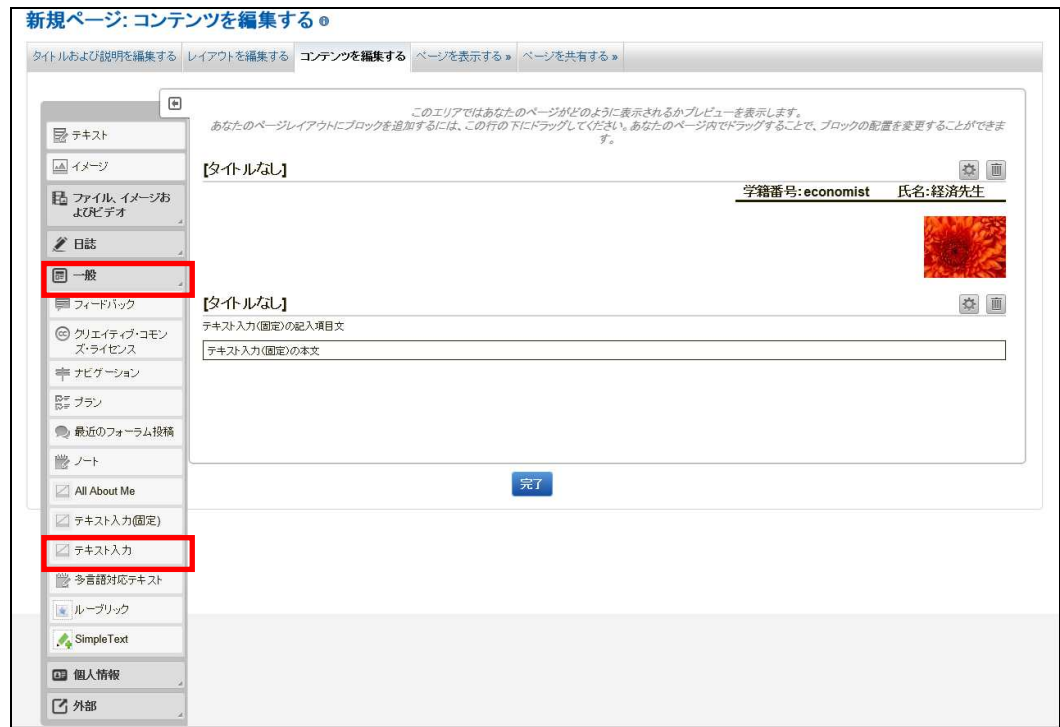 新規ページ: コンテンツを編集する
タイトルおよび説明を編集する レイアウトを編集する コンテンツを編集する ページを表示する » ページを共有する »
このエリアではあなたのページがどのように表示されるかプレビューを表示します。
あなたのページレイアウトにブロックを追加するには、この行の下にドラッグしてください。あなたのページ内でドラッグすることで、ブロックの配置を変更することができま
す。
テキスト
イメージ
ファイル、イメージお
よびビデオ
日誌
一般
フィードバック
クリエイティブ・コモン
ズ・ライセンス
ナビゲーション
プラン
最近のフォーラム投稿
ノート
All About Me
テキスト入力(固定)
テキスト入力
多言語対応テキスト
ルーブリック
SimpleText
個人情報
外部
[タイトルなし]
学籍番号:economist 氏名:経済先生
[タイトルなし]
テキスト入力(固定)の記入項目文
テキスト入力(固定)の本文
完了